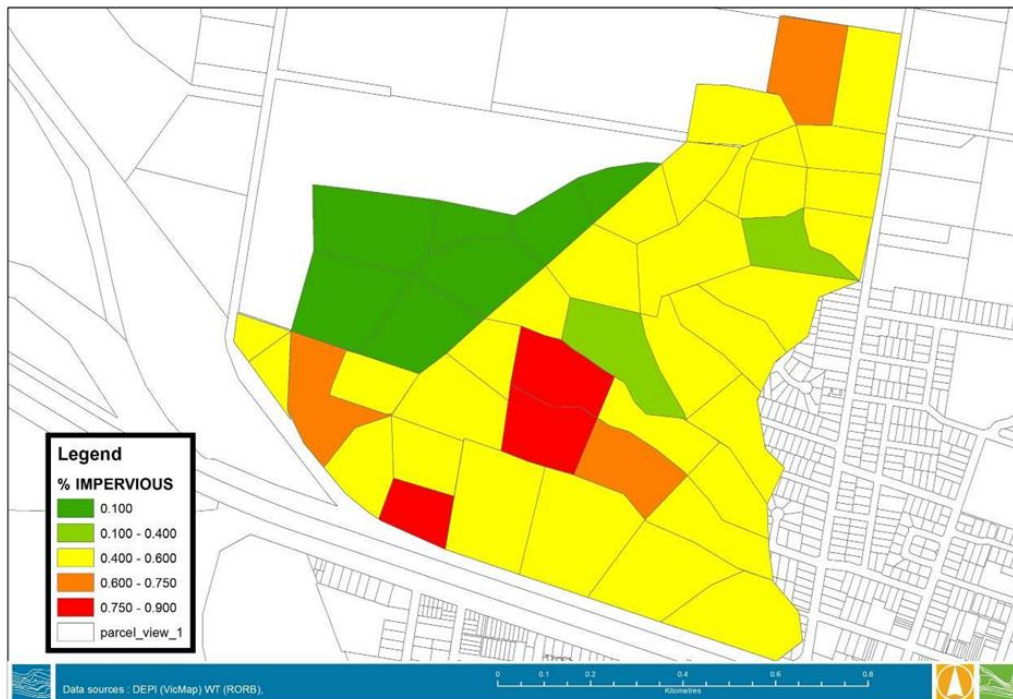 Legend
% IMPERVIOUS
0.100
0.100 - 0.400
0.400 - 0.600
0.600 - 0.750
0.750 - 0.900
parcel_view_1
Data sources : DEPI (VicMap) WT (RORB),
0 0.1 0.2 0.4 0.6 0.8
Kilometres